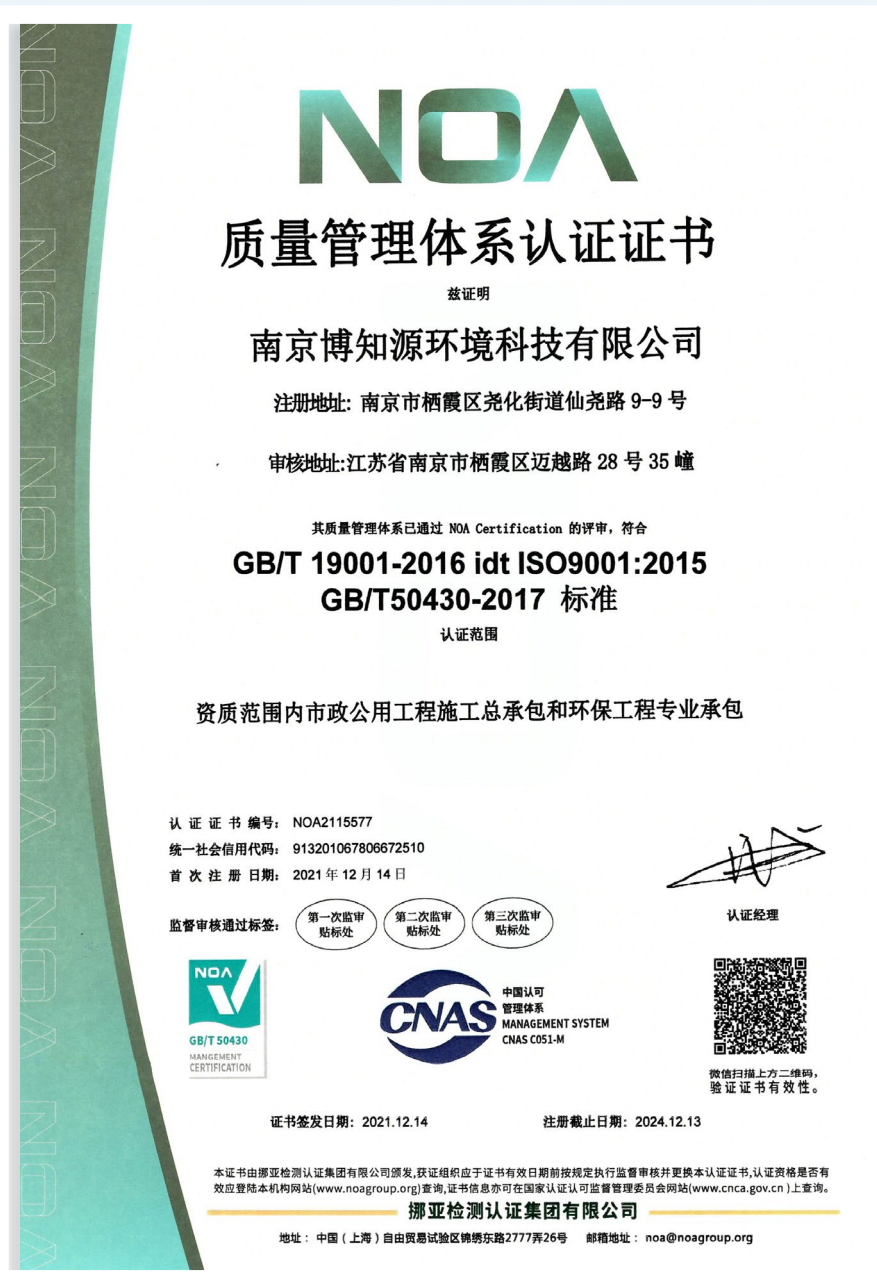 NOA
质量管理体系认证证书
兹证明
南京博知源环境科技有限公司
注册地址: 南京市栖霞区尧化街道仙尧路 9-9 号
审核地址:江苏省南京市栖霞区迈越路 28 号 35 幢
其质量管理体系已通过 NOA Certification 的评审, 符合
GB/T 19001-2016 idt ISO9001:2015
GB/T50430-2017 标准
认证范围
资质范围内市政公用工程施工总承包和环保工程专业承包
认证证书编号: NOA2115577
统一社会信用代码: 913201067806672510
首次注册日期: 2021 年 12 月 14 日
认证经理
监督审核通过标签:
第一次监审
贴标处
第二次监审
贴标处
第三次监审
贴标处
NOA
GB/T 50430
MANGEMENT
CERTIFICATION
CNAS
中国认可
管理体系
MANAGEMENT SYSTEM
CNAS C051-M
微信扫描上方二维码,
验证证书有效性。
证书签发日期: 2021.12.14
注册截止日期: 2024.12.13
本证书由挪亚检测认证集团有限公司颁发,获证组织应于证书有效日期前按规定执行监督审核并更换本认证证书,认证资格是否有
效应登陆本机构网站(www.noagroup.org)查询,证书信息亦可在国家认证认可监督管理委员会网站(www.cnca.gov.cn )上查询。
挪亚检测认证集团有限公司
地址: 中国 ( 上海 ) 自由贸易试验区锦绣东路2777弄26号 邮箱地址: noa@noagroup.org
NOA
NOA
NOA
NOA
NOA
NOA